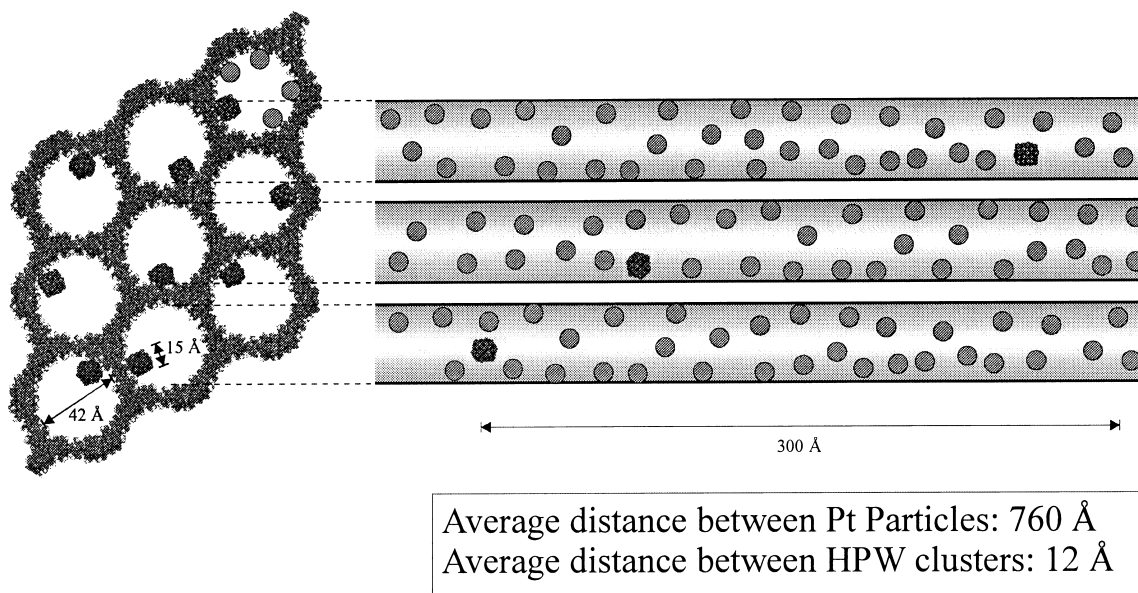 15 Å
42 Å
300 Å
Average distance between Pt Particles: 760 Å
Average distance between HPW clusters: 12 Å